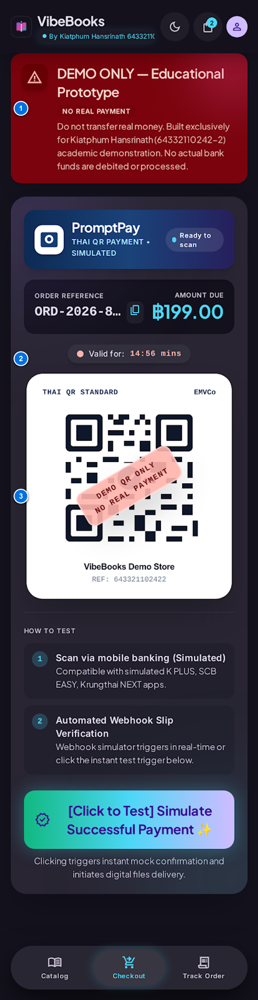 VibeBooks
By Kiatphum Hansrinath 6433211
2
DEMO ONLY — Educational
Prototype
1
NO REAL PAYMENT
Do not transfer real money. Built exclusively
for Kiatphum Hansrinath (64332110242-2)
academic demonstration. No actual bank
funds are debited or processed.
PromptPay
THAI QR PAYMENT •
SIMULATED
Ready to
scan
ORDER REFERENCE
ORD-2026-8…
AMOUNT DUE
฿199.00
2
Valid for: 14:56 mins
THAI QR STANDARD
EMVCo
3
DEMO QR ONLY
NO REAL PAYMENT
VibeBooks Demo Store
REF: 643321102422
HOW TO TEST
1
Scan via mobile banking (Simulated)
Compatible with simulated K PLUS, SCB
EASY, Krungthai NEXT apps.
2
Automated Webhook Slip
Verification
Webhook simulator triggers in real-time or
click the instant test trigger below.
[Click to Test] Simulate
Successful Payment ✨
Clicking triggers instant mock confirmation and
initiates digital files delivery.
Catalog
Checkout
Track Order